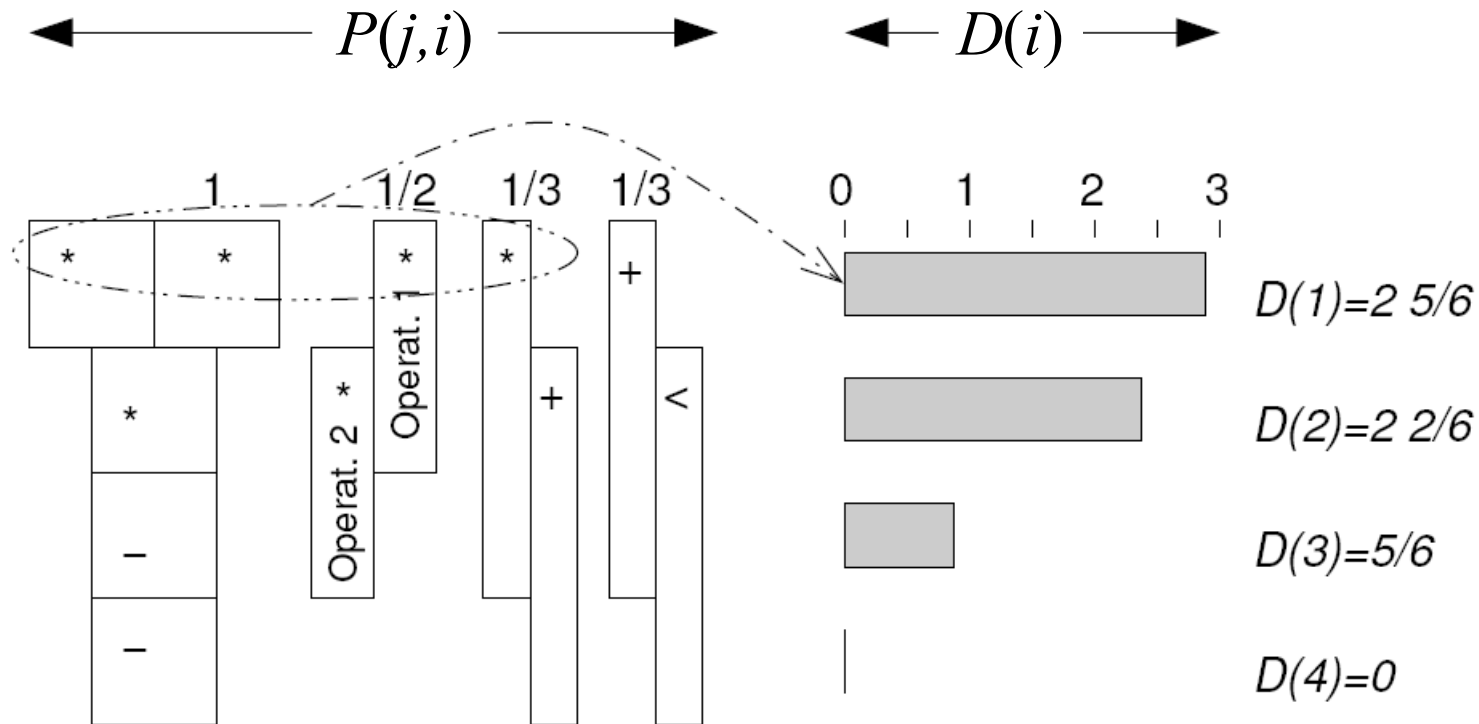 P(j,i) D(i)
1 1/2 1/3 1/3 0 1 2 3
* * * * +
D(1)=2 5/6
Operat. 1
* Operat. 2 * + <
D(2)=2 2/6
–
D(3)=5/6
–
D(4)=0